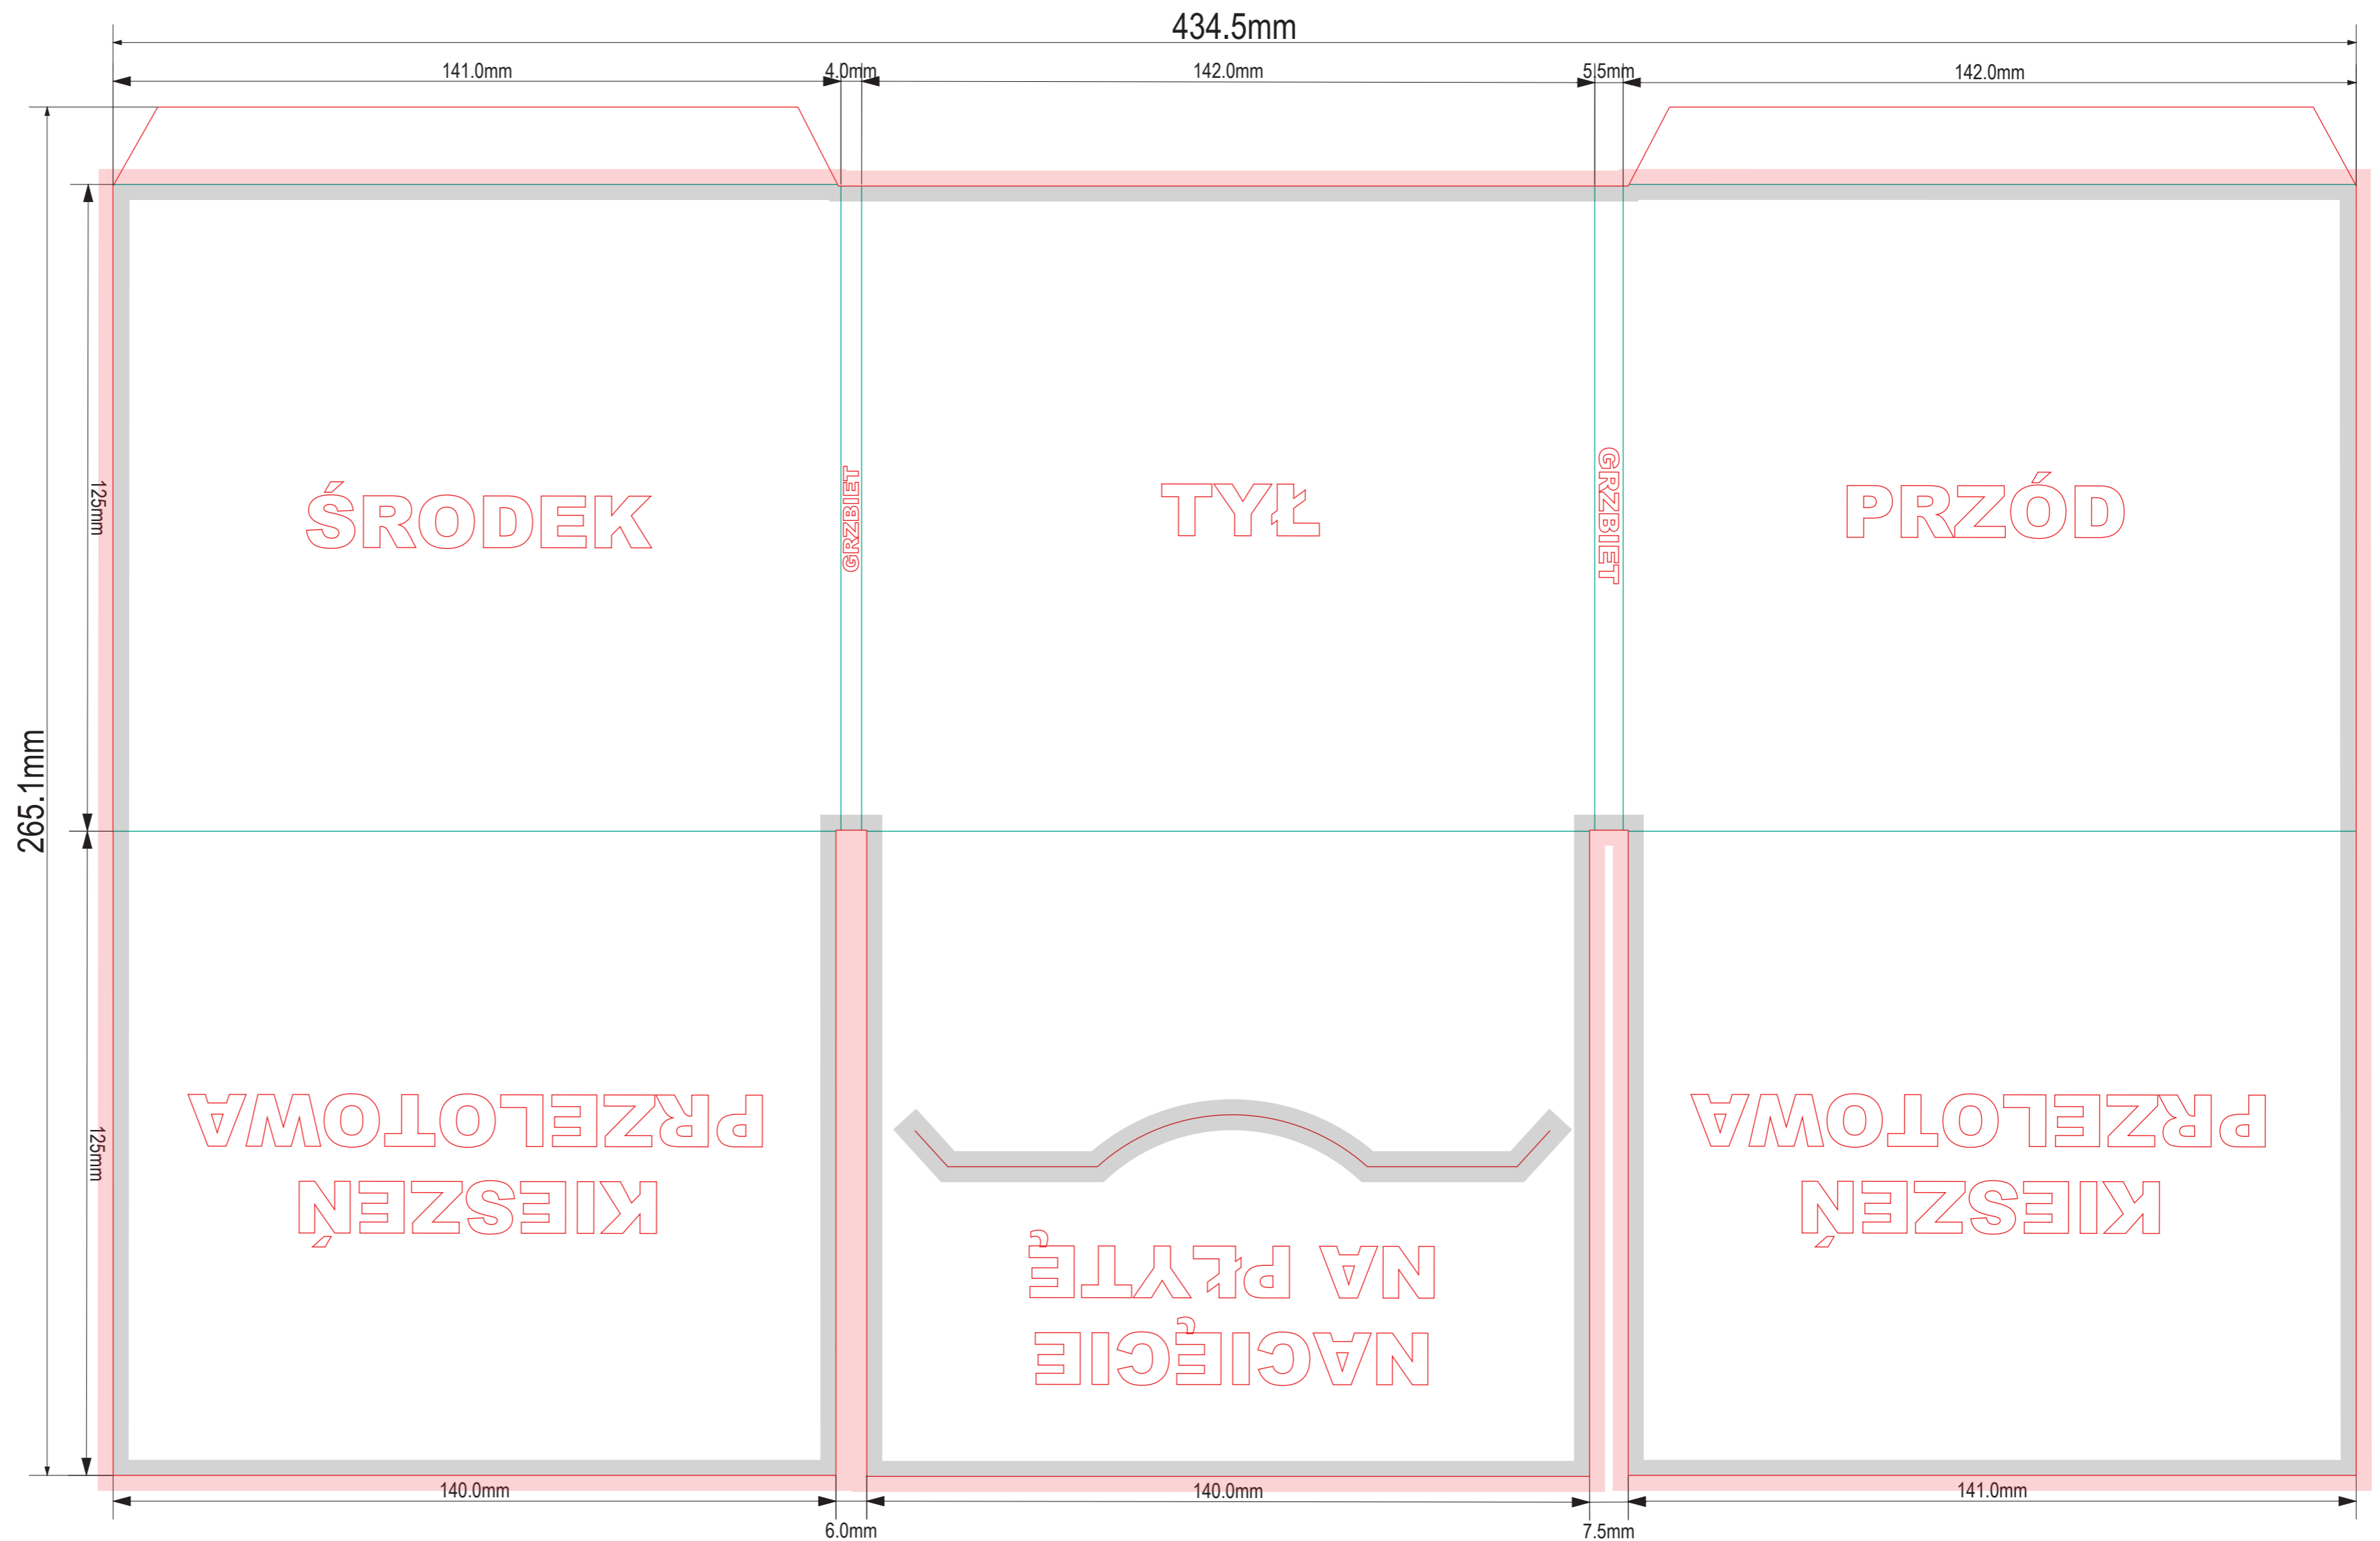 434.5mm
141.0mm
4.0mm
142.0mm
5.5mm
142.0mm
265.1mm
125mm
ŚRODEK
GRZBIET
TYŁ
GRZBIET
PRZÓD
125mm
KIESZEŃ
PRZELOTOWA
NACIĘCIE
NA PŁYTĘ
KIESZEŃ
PRZELOTOWA
140.0mm
6.0mm
140.0mm
7.5mm
141.0mm